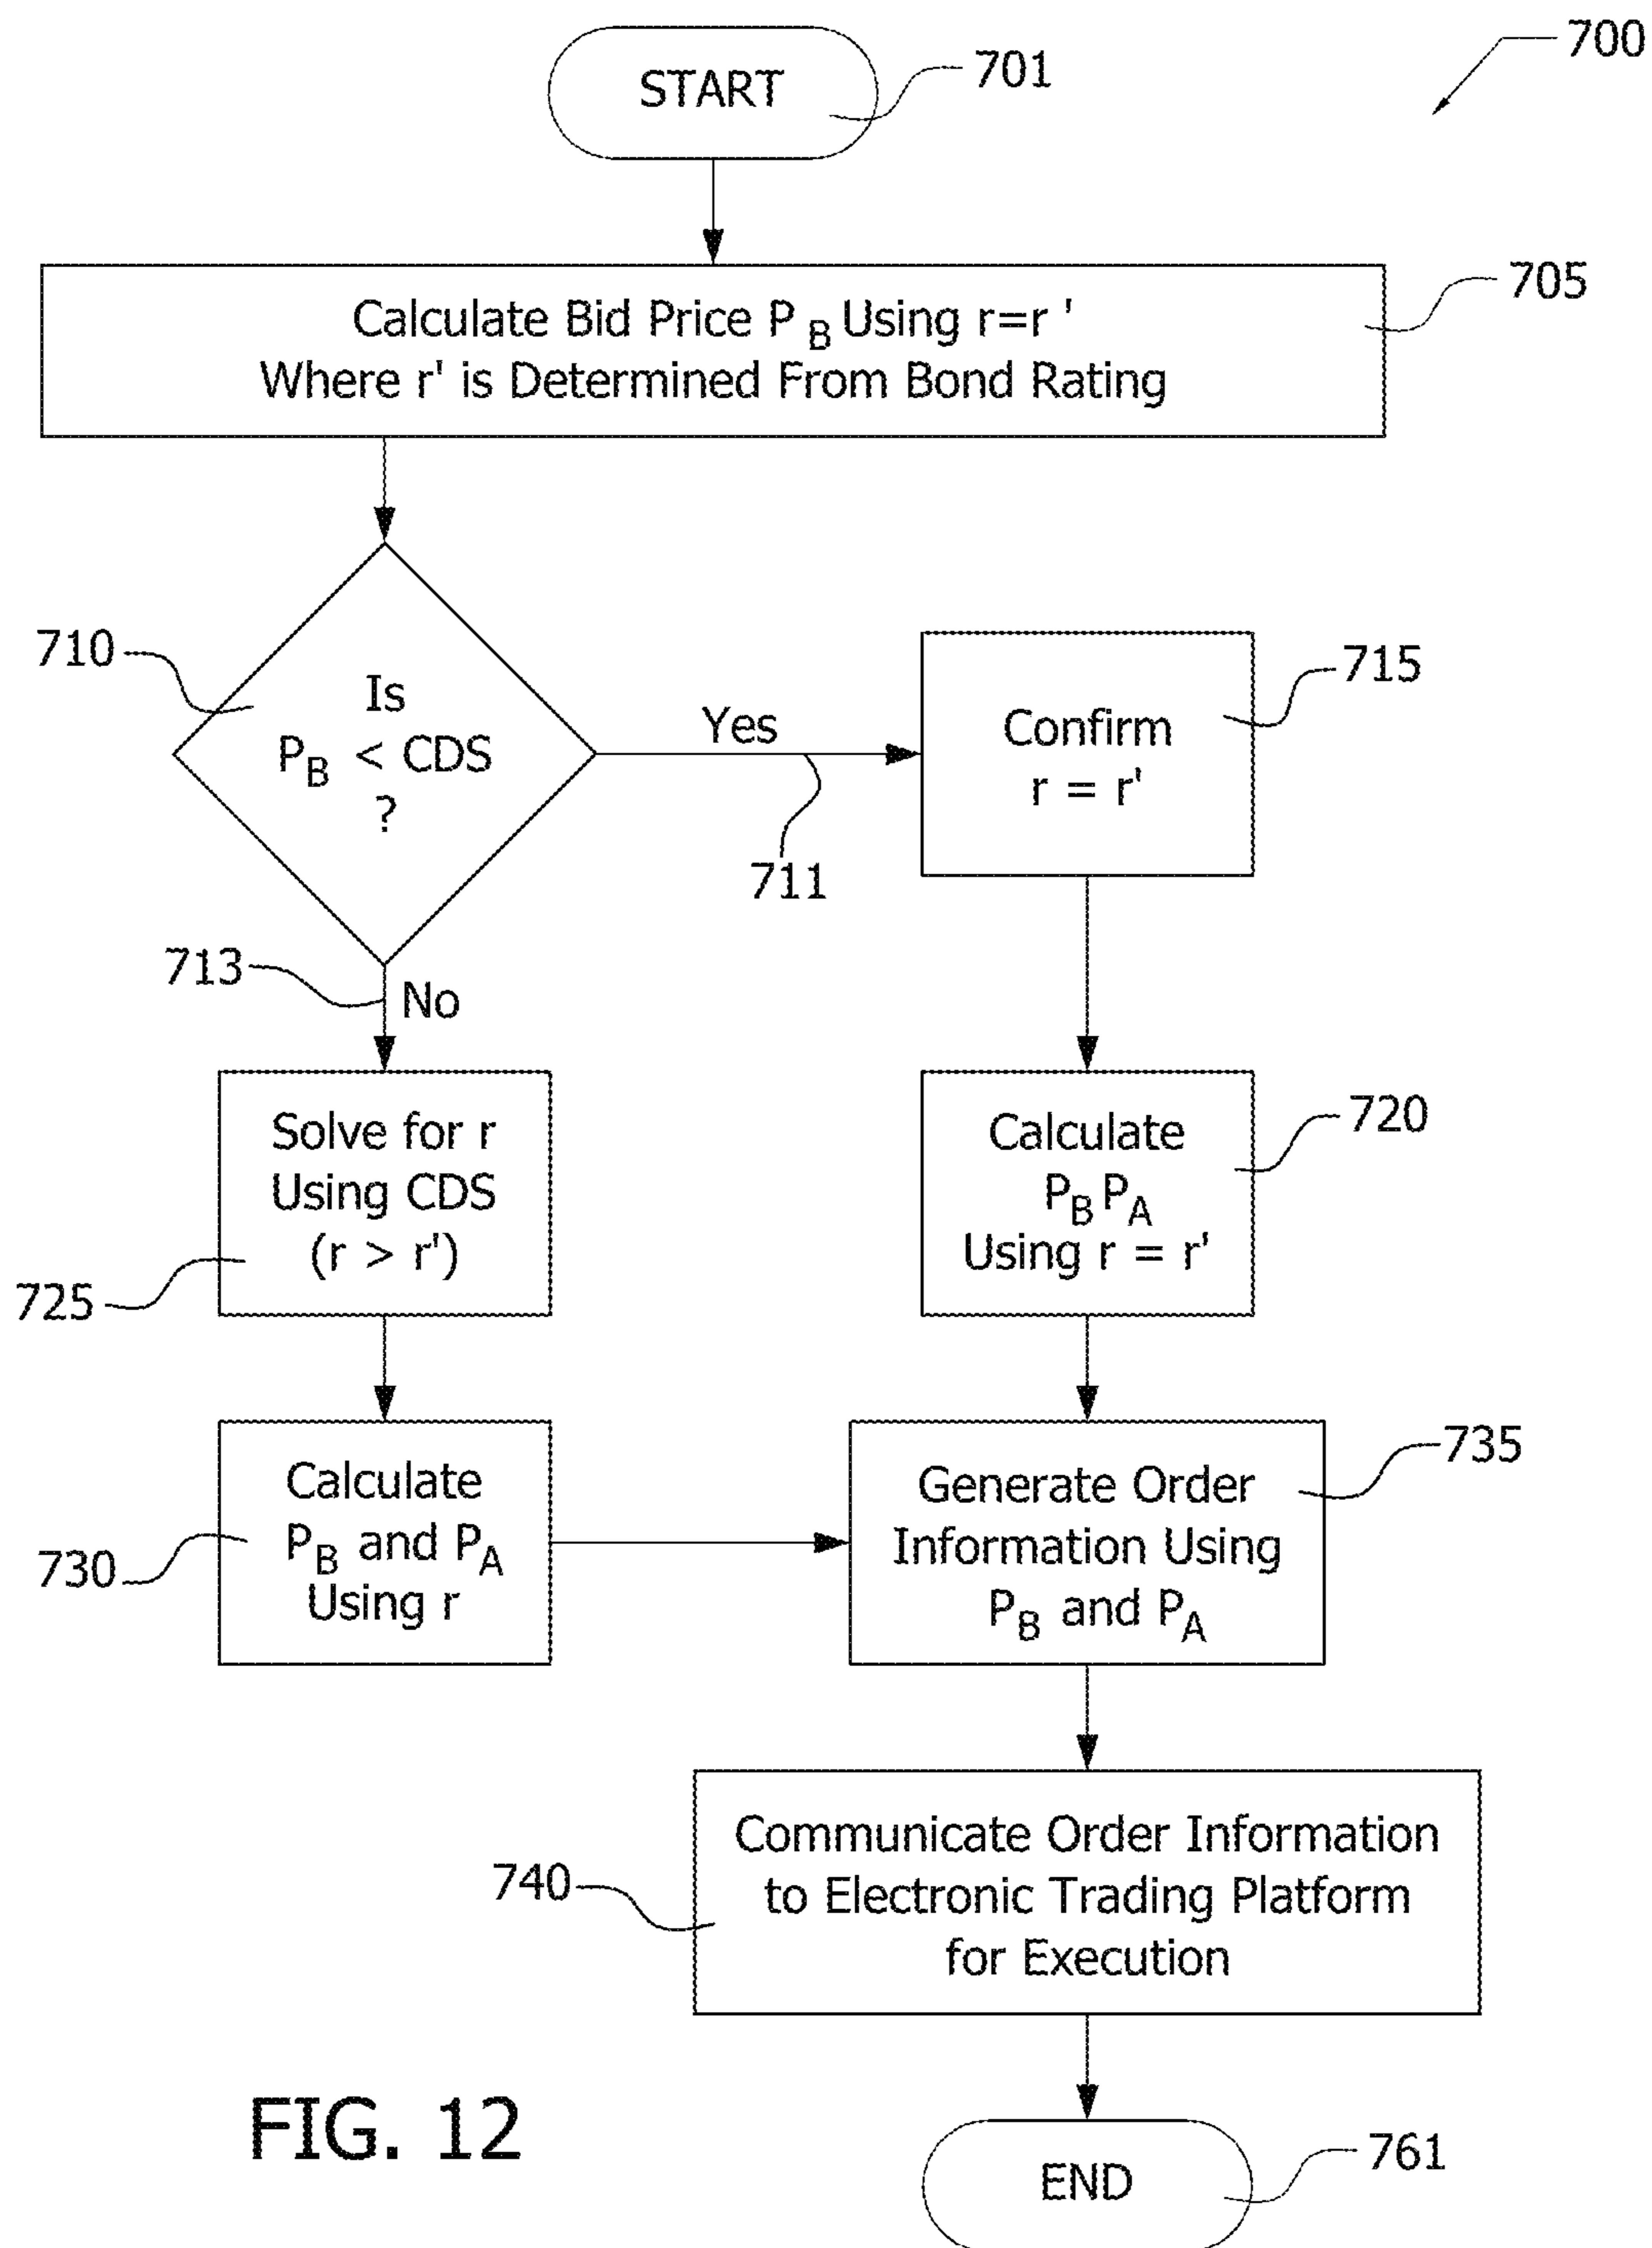 700
START
701
Calculate Bid Price P B Using r=r '
Where r' is Determined From Bond Rating
705
710
Is
PB < CDS
?
Yes
711
Confirm
r = r'
715
713
No
Solve for r
Using CDS
(r > r')
725
Calculate
PB PA
Using r = r'
720
Calculate
PB and PA
Using r
730
Generate Order
Information Using
PB and PA
735
Communicate Order Information
to Electronic Trading Platform
for Execution
740
END
761
FIG. 12